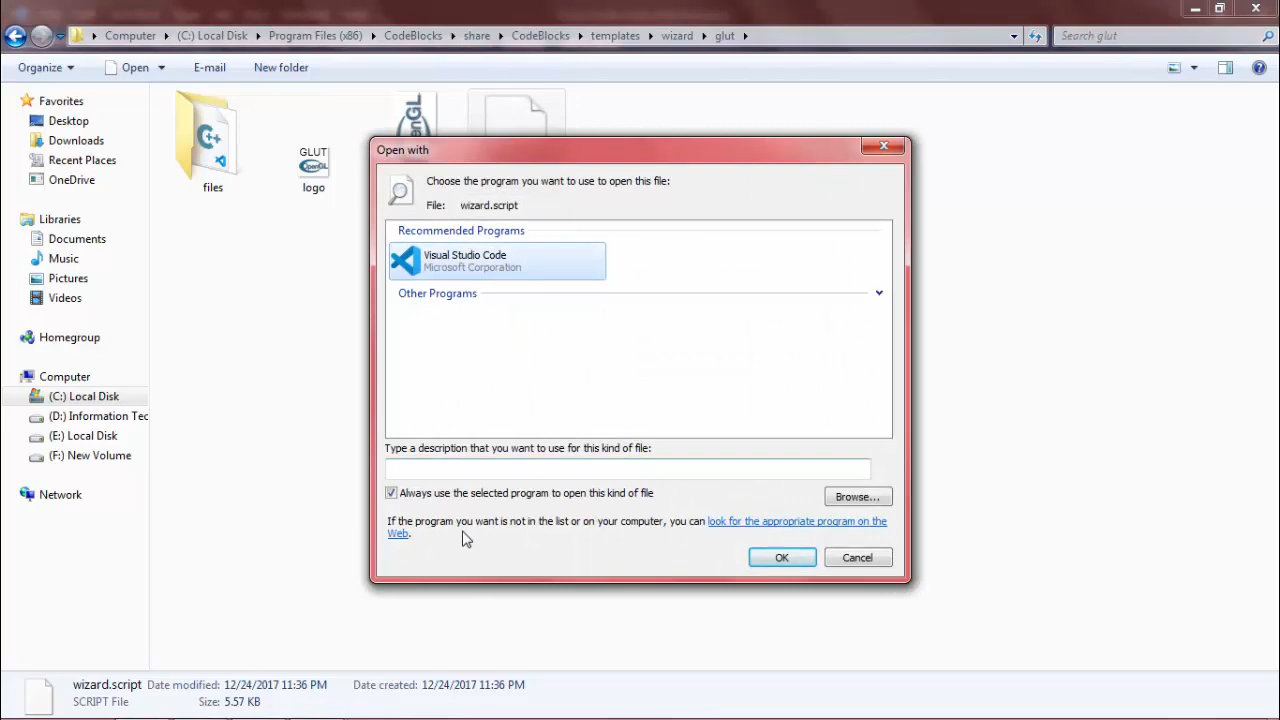 Computer (C:) Local Disk Program Files (x86) CodeBlocks share CodeBlocks templates wizard glut
Search glut
Organize Open E-mail New folder
Favorites
Desktop
Downloads
Recent Places
OneDrive
Libraries
Documents
Music
Pictures
Videos
Homegroup
Computer
(C:) Local Disk
(D:) Information Tec
(E:) Local Disk
(F:) New Volume
Network
C++
files
GLUT
OpenGL
logo
OpenGL
Open with
Choose the program you want to use to open this file:
File: wizard.script
Recommended Programs
Visual Studio Code
Microsoft Corporation
Other Programs
Type a description that you want to use for this kind of file:
Always use the selected program to open this kind of file
Browse...
If the program you want is not in the list or on your computer, you can look for the appropriate program on the
Web.
OK Cancel
wizard.script Date modified: 12/24/2017 11:36 PM Date created: 12/24/2017 11:36 PM
SCRIPT File Size: 5.57 KB